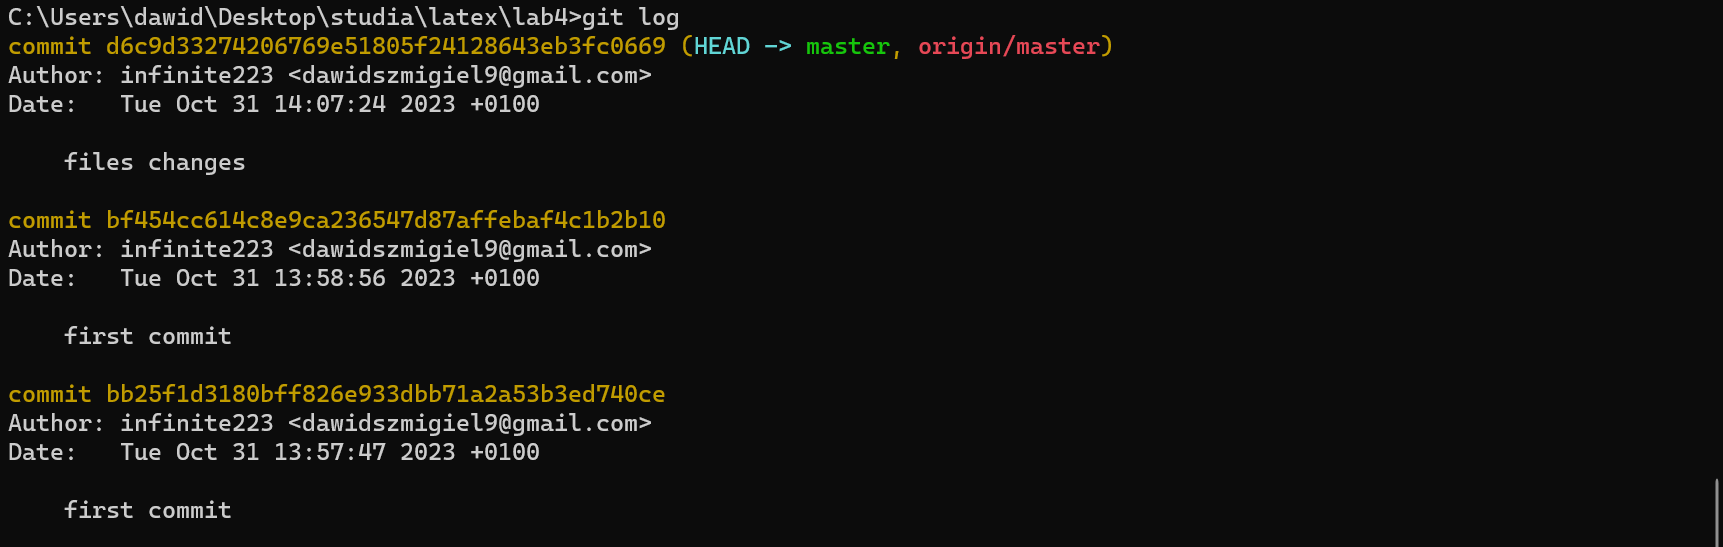 C:\Users\dawid\Desktop\studia\latex\lab4>git log
commit d6c9d33274206769e51805f24128643eb3fc0669 (HEAD -> master, origin/master)
Author: infinite223 <dawidszmigiel9@gmail.com>
Date:   Tue Oct 31 14:07:24 2023 +0100
files changes
commit bf454cc614c8e9ca236547d87affebaf4c1b2b10
Author: infinite223 <dawidszmigiel9@gmail.com>
Date:   Tue Oct 31 13:58:56 2023 +0100
first commit
commit bb25f1d3180bff826e933dbb71a2a53b3ed740ce
Author: infinite223 <dawidszmigiel9@gmail.com>
Date:   Tue Oct 31 13:57:47 2023 +0100
first commit